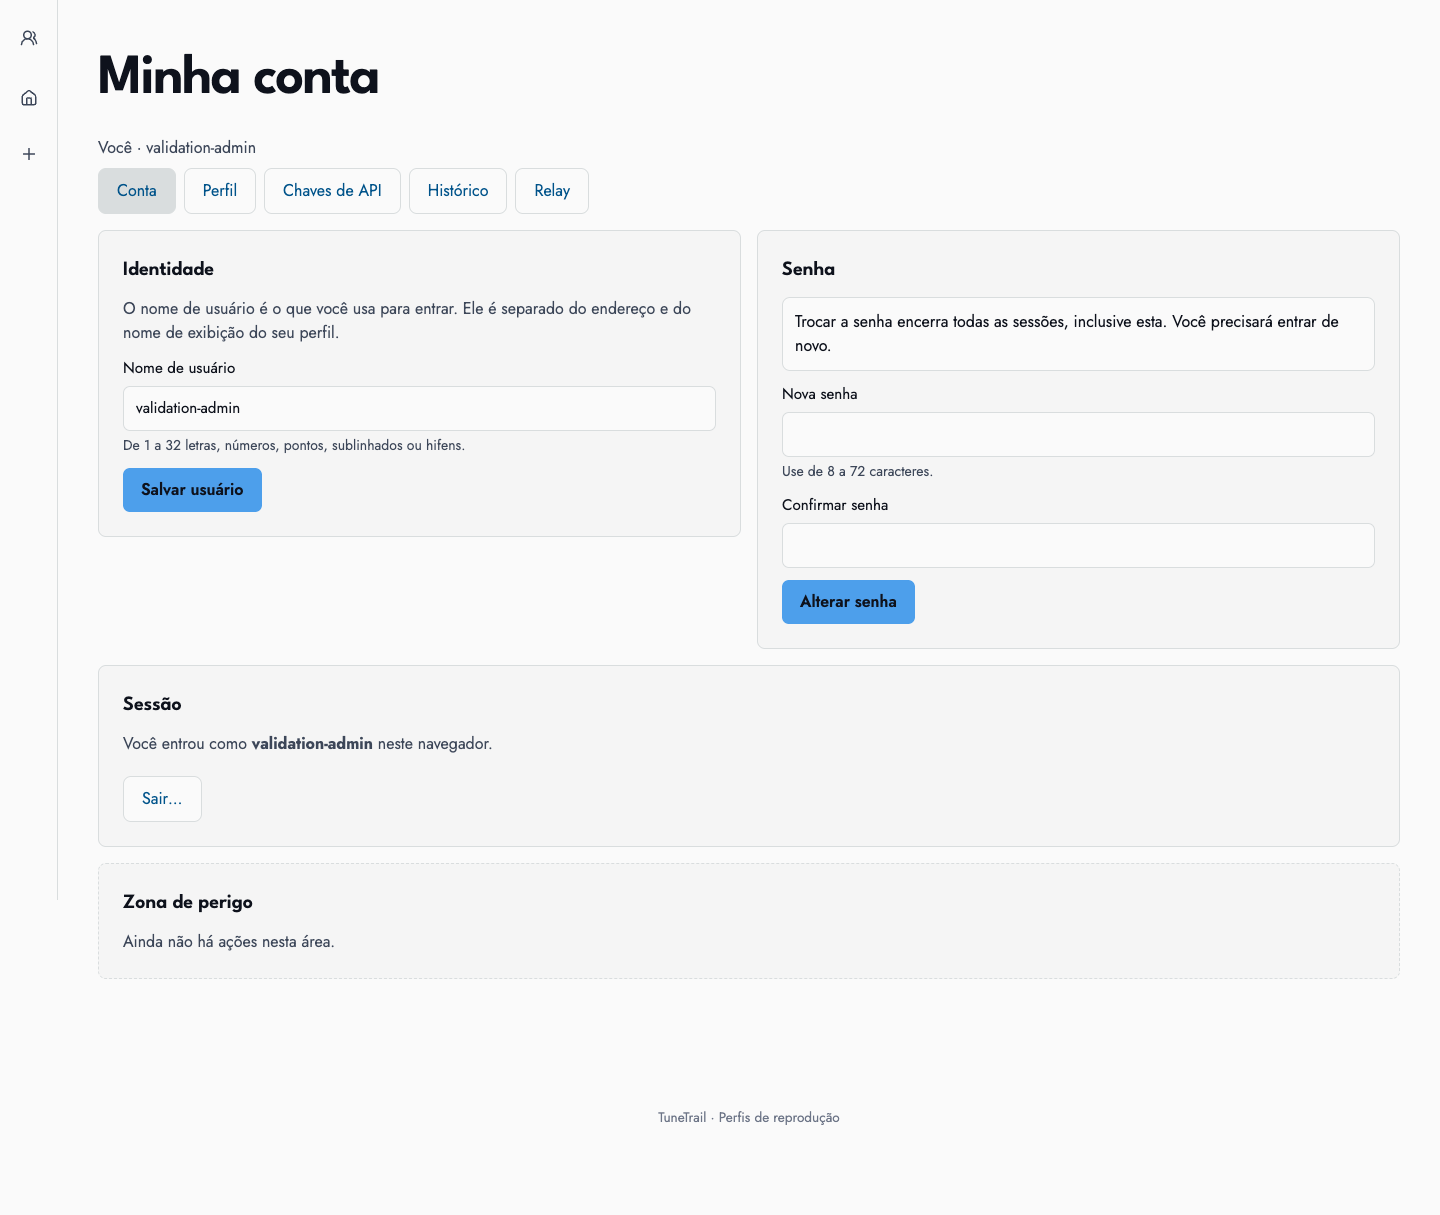 Minha conta
Você · validation-admin
Conta
Perfil
Chaves de API
Histórico
Relay
Identidade
O nome de usuário é o que você usa para entrar. Ele é separado do endereço e do
nome de exibição do seu perfil.
Nome de usuário
validation-admin
De 1 a 32 letras, números, pontos, sublinhados ou hifens.
Salvar usuário
Senha
Trocar a senha encerra todas as sessões, inclusive esta. Você precisará entrar de
novo.
Nova senha
Use de 8 a 72 caracteres.
Confirmar senha
Alterar senha
Sessão
Você entrou como validation-admin neste navegador.
Sair...
Zona de perigo
Ainda não há ações nesta área.
TuneTrail · Perfis de reprodução